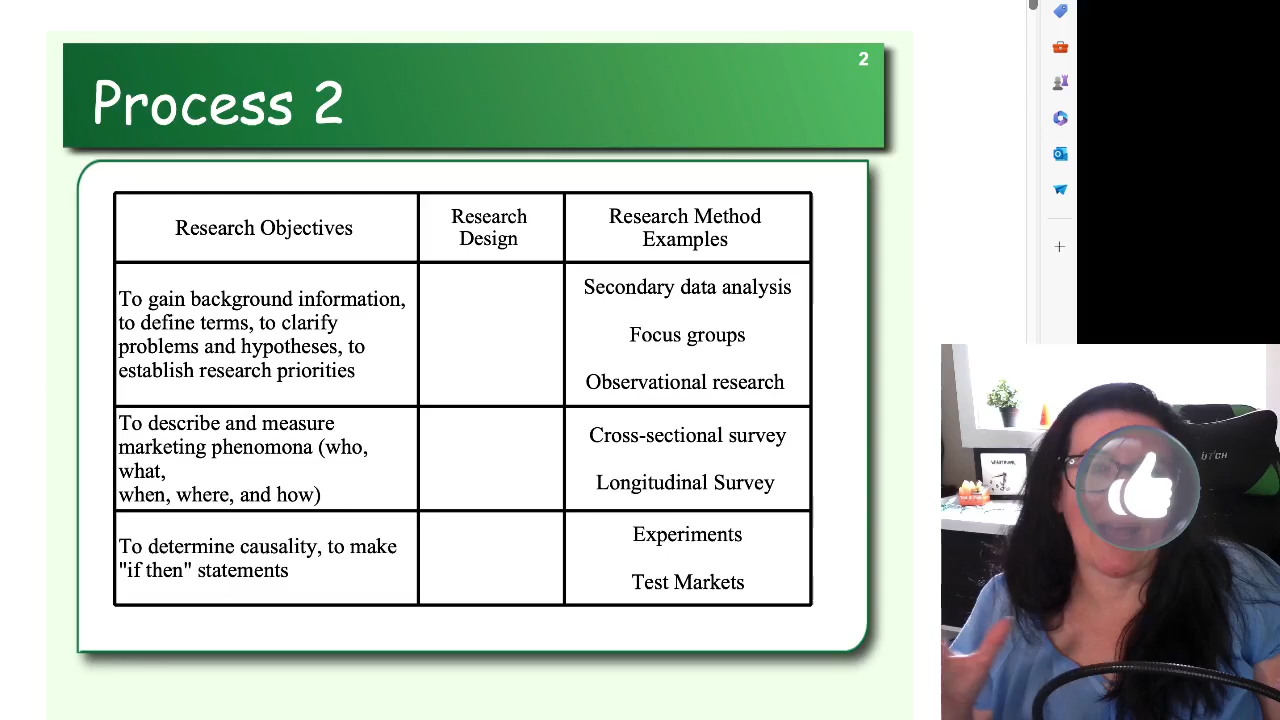 2
Process 2
Research Objectives
Research
Design
Research Method
Examples
To gain background information,
to define terms, to clarify
problems and hypotheses, to
establish research priorities
Secondary data analysis
Focus groups
Observational research
To describe and measure
marketing phenomona (who,
what,
when, where, and how)
Cross-sectional survey
Longitudinal Survey
To determine causality, to make
"if then" statements
Experiments
Test Markets